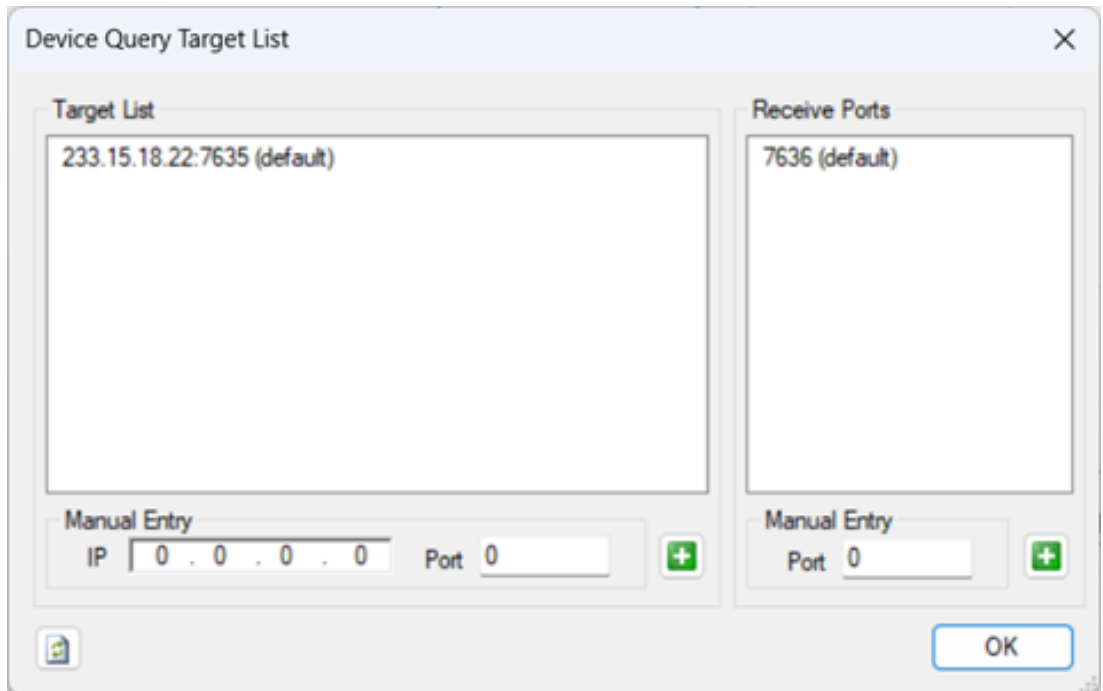 Device Query Target List
Target List
233.15.18.22:7635 (default)
Manual Entry
IP 0 . 0 . 0 . 0 Port 0
Receive Ports
7636 (default)
Manual Entry
Port 0
OK